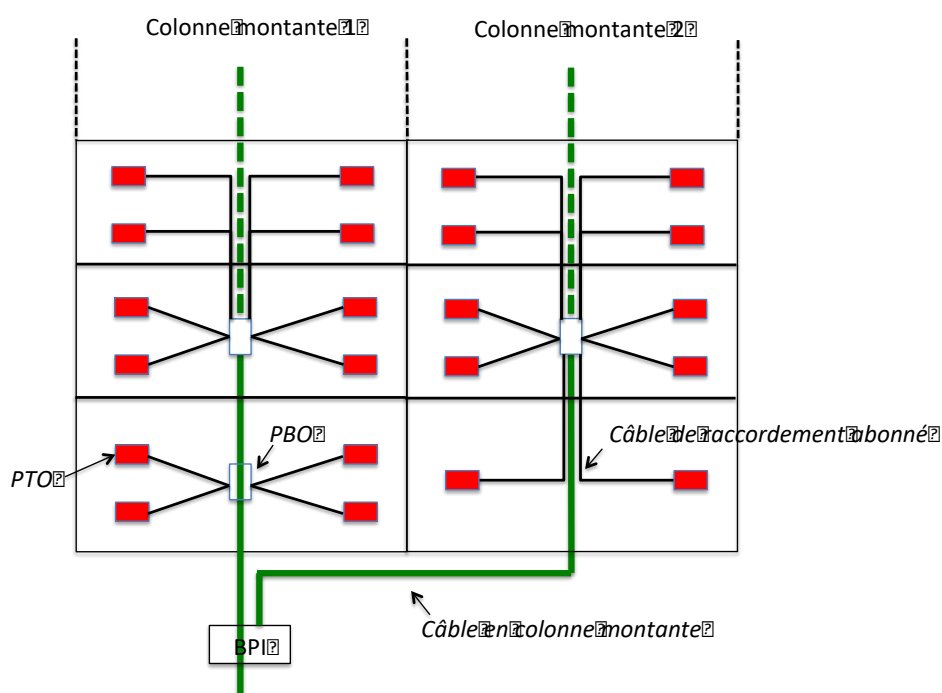 Colonne montante 1
Colonne montante 2
PBO
Câble de raccordement abonné
PTO
Câble en colonne montante
BPI